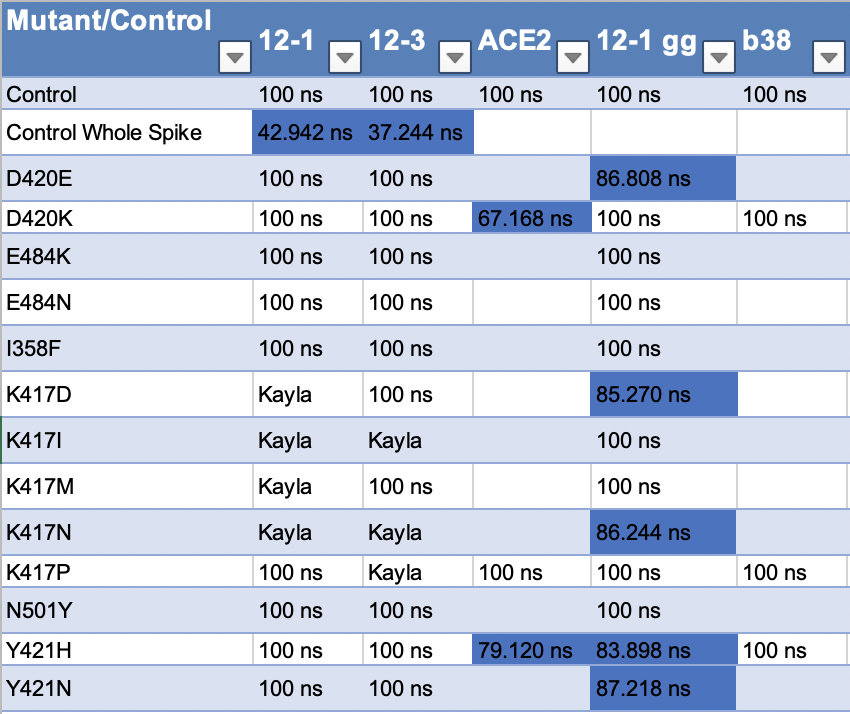 Mutant/Control 12-1 12-3 ACE2 12-1 gg b38
Control 100 ns 100 ns 100 ns 100 ns 100 ns
Control Whole Spike 42.942 ns 37.244 ns
D420E 100 ns 100 ns 86.808 ns
D420K 100 ns 100 ns 67.168 ns 100 ns 100 ns
E484K 100 ns 100 ns 100 ns
E484N 100 ns 100 ns 100 ns
I358F 100 ns 100 ns 100 ns
K417D Kayla 100 ns 85.270 ns
K417I Kayla Kayla 100 ns
K417M Kayla 100 ns 100 ns
K417N Kayla Kayla 86.244 ns
K417P 100 ns Kayla 100 ns 100 ns 100 ns
N501Y 100 ns 100 ns 100 ns
Y421H 100 ns 100 ns 79.120 ns 83.898 ns 100 ns
Y421N 100 ns 100 ns 87.218 ns